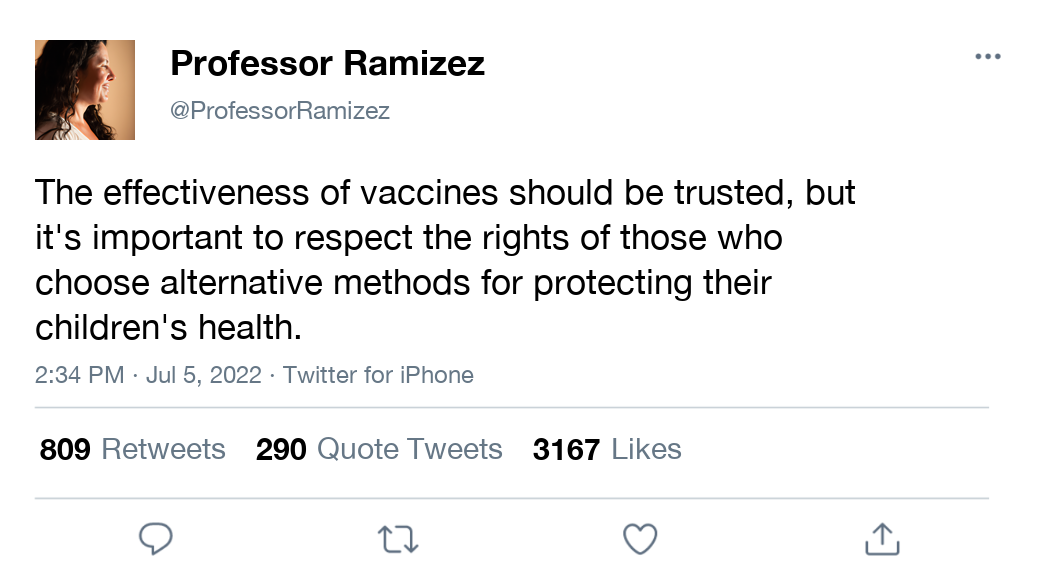 Professor Ramizez
@ProfessorRamizez
The effectiveness of vaccines should be trusted, but
it's important to respect the rights of those who
choose alternative methods for protecting their
children's health.
2:34 PM · Jul 5, 2022 · Twitter for iPhone
809 Retweets 290 Quote Tweets 3167 Likes